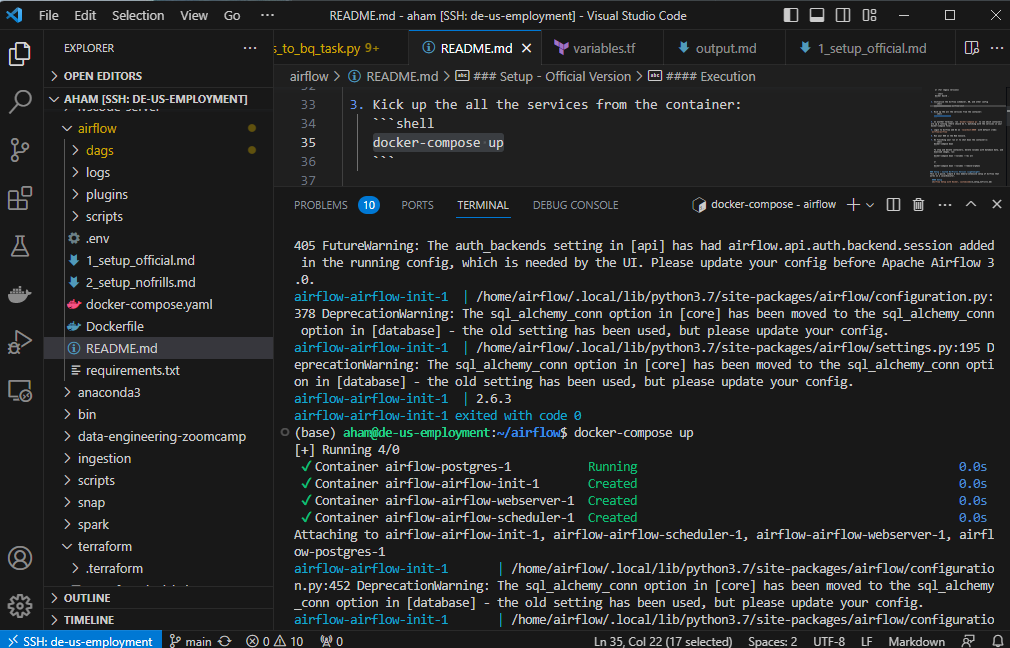 File Edit Selection View Go ··· README.md - aham [SSH: de-us-employment] - Visual Studio Code
EXPLORER ···
OPEN EDITORS
AHAM [SSH: DE-US-EMPLOYMENT]
airflow
dags
logs
plugins
scripts
.env
1_setup_official.md
2_setup_nofrills.md
docker-compose.yaml
Dockerfile
README.md
requirements.txt
anaconda3
bin
data-engineering-zoomcamp
ingestion
scripts
snap
spark
terraform
.terraform
OUTLINE
TIMELINE
s_to_bq_task.py 9+ README.md variables.tf output.md 1_setup_official.md ···
airflow > README.md > ### Setup - Official Version > #### Execution
32
33 3. Kick up the all the services from the container:
34 ```shell
35 docker-compose up
36 ```
37
PROBLEMS 10 PORTS TERMINAL DEBUG CONSOLE docker-compose - airflow ···
405 FutureWarning: The auth_backends setting in [api] has had airflow.api.auth.backend.session added
in the running config, which is needed by the UI. Please update your config before Apache Airflow 3
.0.
airflow-airflow-init-1 | /home/airflow/.local/lib/python3.7/site-packages/airflow/configuration.py:
378 DeprecationWarning: The sql_alchemy_conn option in [core] has been moved to the sql_alchemy_conn
option in [database] - the old setting has been used, but please update your config.
airflow-airflow-init-1 | /home/airflow/.local/lib/python3.7/site-packages/airflow/settings.py:195 D
eprecationWarning: The sql_alchemy_conn option in [core] has been moved to the sql_alchemy_conn opti
on in [database] - the old setting has been used, but please update your config.
airflow-airflow-init-1 | 2.6.3
airflow-airflow-init-1 exited with code 0
(base) aham@de-us-employment:~/airflow$ docker-compose up
[+] Running 4/0
✓Container airflow-postgres-1 Running 0.0s
✓Container airflow-airflow-init-1 Created 0.0s
✓Container airflow-airflow-webserver-1 Created 0.0s
✓Container airflow-airflow-scheduler-1 Created 0.0s
Attaching to airflow-airflow-init-1, airflow-airflow-scheduler-1, airflow-airflow-webserver-1, airfl
ow-postgres-1
airflow-airflow-init-1 | /home/airflow/.local/lib/python3.7/site-packages/airflow/configuratio
n.py:452 DeprecationWarning: The sql_alchemy_conn option in [core] has been moved to the sql_alchemy
_conn option in [database] - the old setting has been used, but please update your config.
airflow-airflow-init-1 | /home/airflow/.local/lib/python3.7/site-packages/airflow/configuratio
SSH: de-us-employment main 0 10 0 Ln 35, Col 22 (17 selected) Spaces: 2 UTF-8 LF Markdown